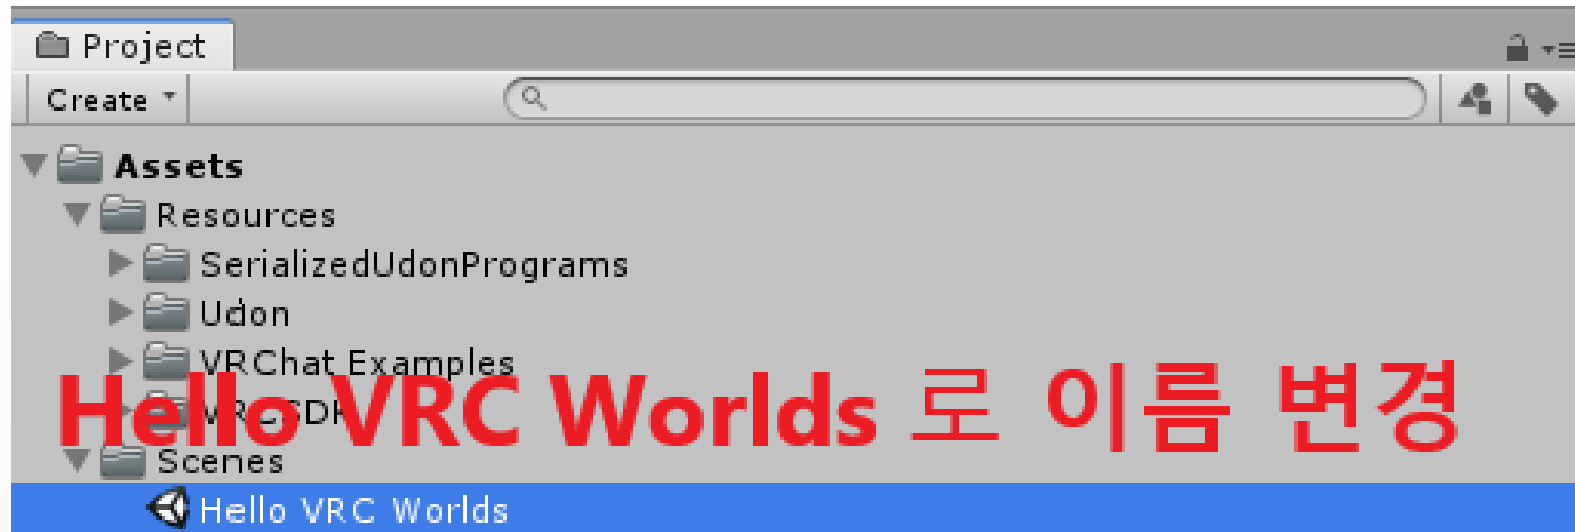 Project
Create
Assets
Resources
SerializedUdonPrograms
Udon
VRChat Examples
VRCSDK
Hello VRC Worlds 로 이름 변경
Scenes
Hello VRC Worlds